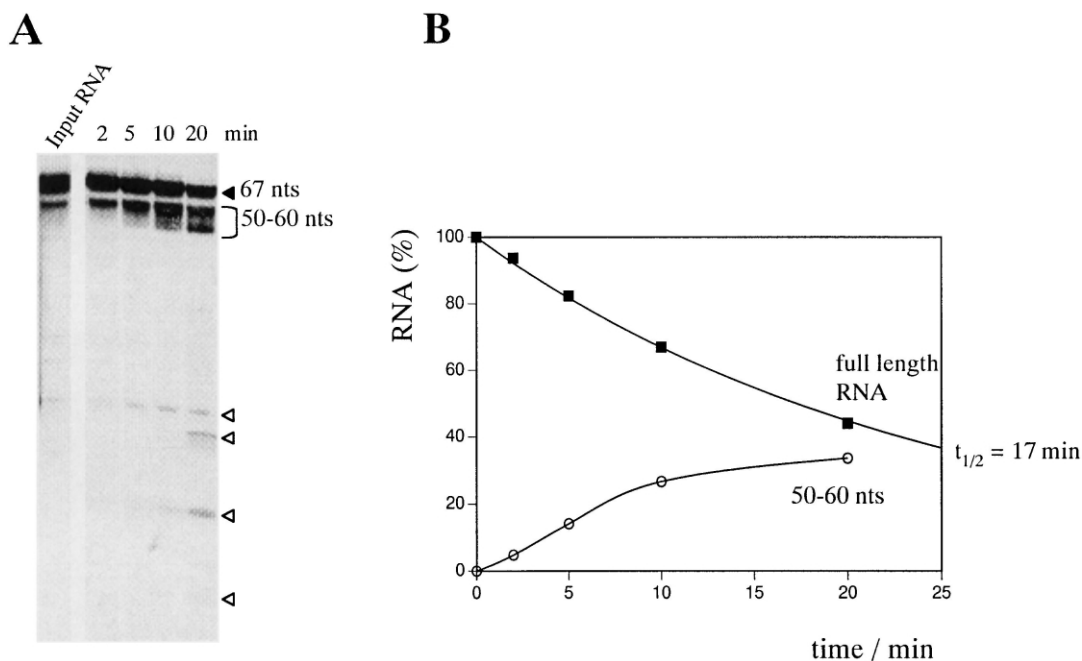 A
Input RNA
2 5 10 20 min
67 nts
50-60 nts
B
RNA (%)
100
80
60
40
20
0
full length
RNA
t1/2 = 17 min
50-60 nts
0 5 10 15 20 25
time / min